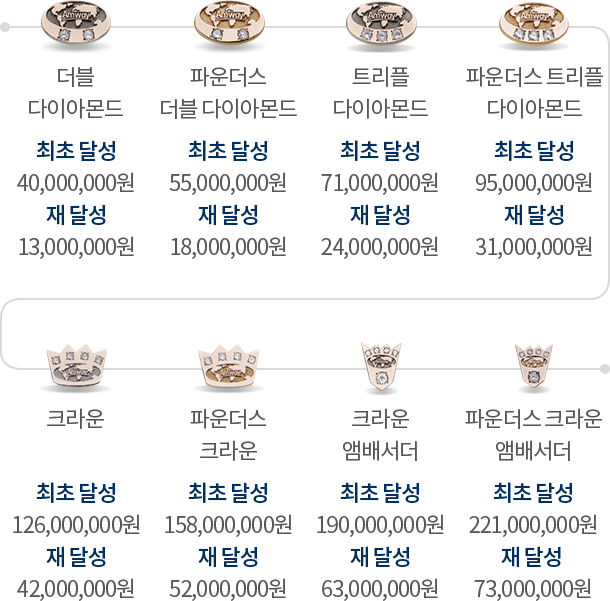 Amway Amway Amway Amway
더블
다이아몬드
최초 달성
40,000,000원
재 달성
13,000,000원
파운더스
더블 다이아몬드
최초 달성
55,000,000원
재 달성
18,000,000원
트리플
다이아몬드
최초 달성
71,000,000원
재 달성
24,000,000원
파운더스 트리플
다이아몬드
최초 달성
95,000,000원
재 달성
31,000,000원
Amway Amway
크라운
최초 달성
126,000,000원
재 달성
42,000,000원
파운더스
크라운
최초 달성
158,000,000원
재 달성
52,000,000원
크라운
앰배서더
최초 달성
190,000,000원
재 달성
63,000,000원
파운더스 크라운
앰배서더
최초 달성
221,000,000원
재 달성
73,000,000원